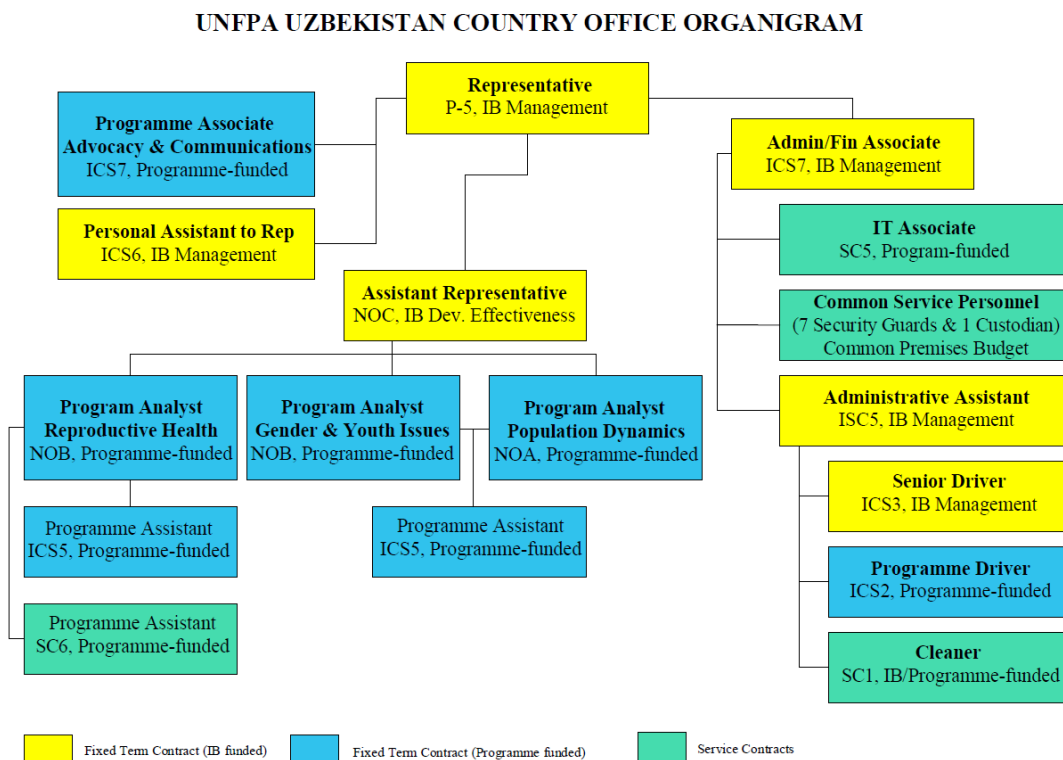 UNFPA UZBEKISTAN COUNTRY OFFICE ORGANIGRAM
Representative
P-5, IB Management
Programme Associate
Advocacy & Communications
ICS7, Programme-funded
Personal Assistant to Rep
ICS6, IB Management
Admin/Fin Associate
ICS7, IB Management
IT Associate
SC5, Program-funded
Common Service Personnel
(7 Security Guards & 1 Custodian)
Common Premises Budget
Administrative Assistant
ISC5, IB Management
Senior Driver
ICS3, IB Management
Programme Driver
ICS2, Programme-funded
Cleaner
SC1, IB/Programme-funded
Assistant Representative
NOC, IB Dev. Effectiveness
Program Analyst
Reproductive Health
NOB, Programme-funded
Program Analyst
Gender & Youth Issues
NOB, Programme-funded
Program Analyst
Population Dynamics
NOA, Programme-funded
Programme Assistant
ICS5, Programme-funded
Programme Assistant
ICS5, Programme-funded
Programme Assistant
SC6, Programme-funded
Fixed Term Contract (IB funded)
Fixed Term Contract (Programme funded)
Service Contracts